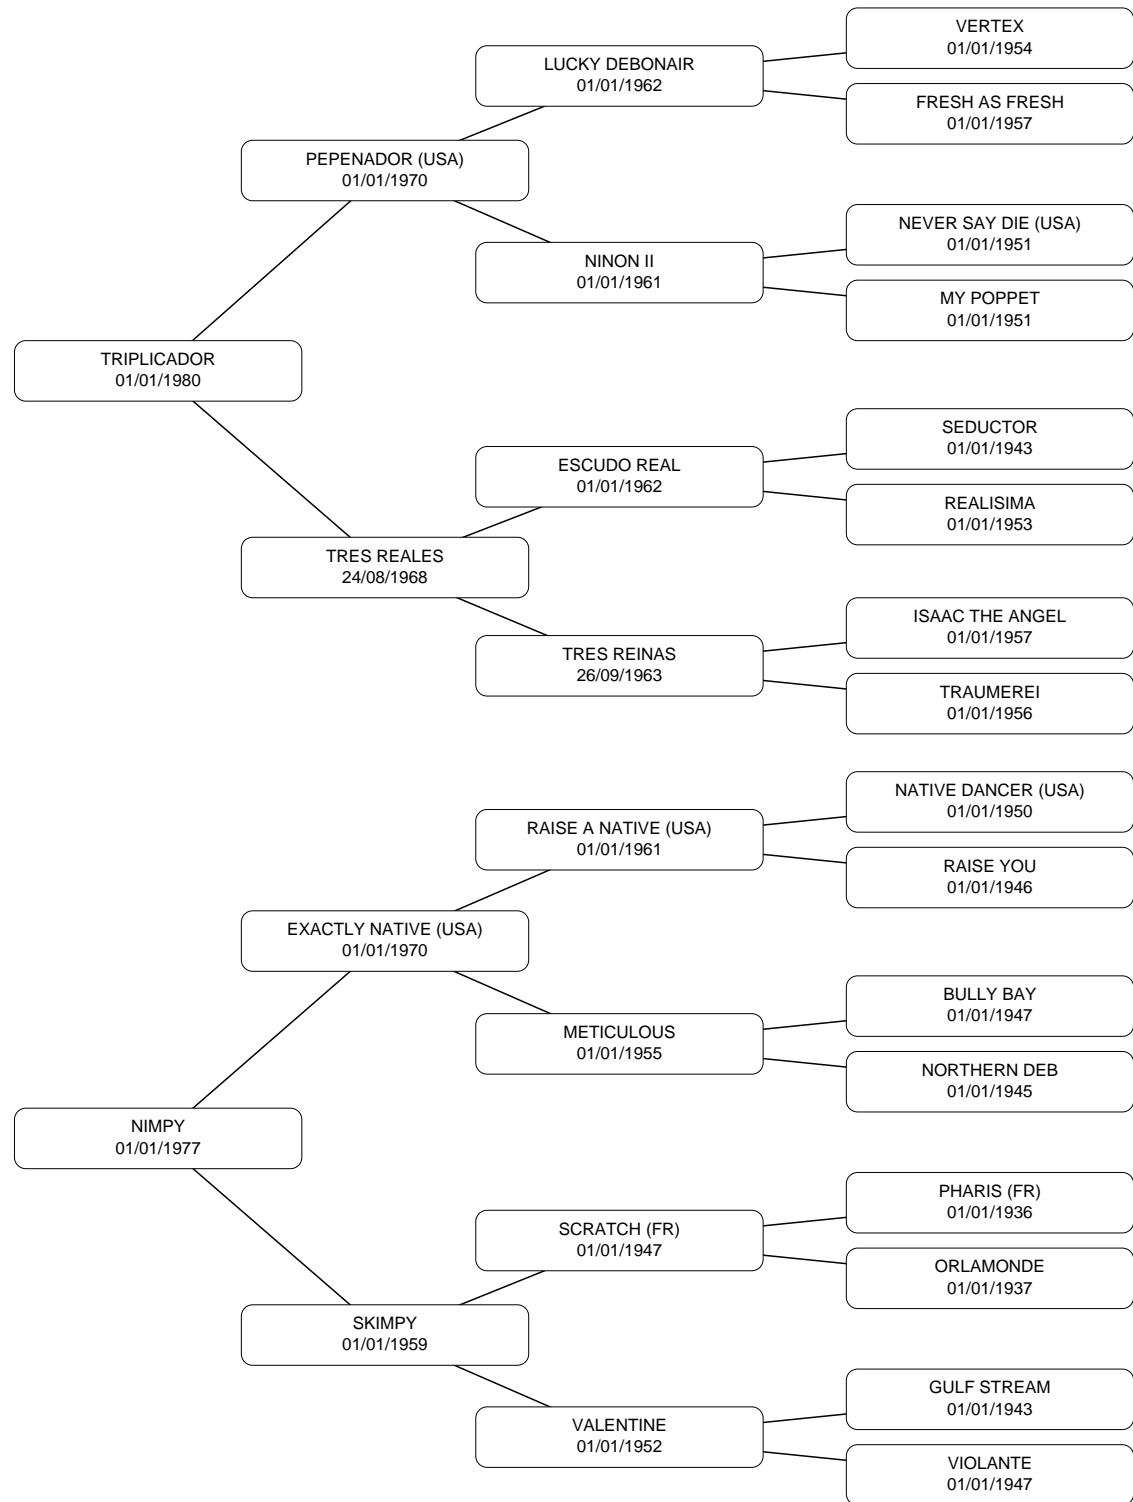 VERTEX
01/01/1954
LUCKY DEBONAIR
01/01/1962
FRESH AS FRESH
01/01/1957
PEPENADOR (USA)
01/01/1970
NEVER SAY DIE (USA)
01/01/1951
NINON II
01/01/1961
MY POPPET
01/01/1951
TRIPLICADOR
01/01/1980
SEDUCTOR
01/01/1943
ESCUDO REAL
01/01/1962
REALISIMA
01/01/1953
TRES REALES
24/08/1968
ISAAC THE ANGEL
01/01/1957
TRES REINAS
26/09/1963
TRAUMEREI
01/01/1956
NATIVE DANCER (USA)
01/01/1950
RAISE A NATIVE (USA)
01/01/1961
RAISE YOU
01/01/1946
EXACTLY NATIVE (USA)
01/01/1970
BULLY BAY
01/01/1947
METICULOUS
01/01/1955
NORTHERN DEB
01/01/1945
NIMPY
01/01/1977
PHARIS (FR)
01/01/1936
SCRATCH (FR)
01/01/1947
ORLAMONDE
01/01/1937
SKIMPY
01/01/1959
GULF STREAM
01/01/1943
VALENTINE
01/01/1952
VIOLANTE
01/01/1947